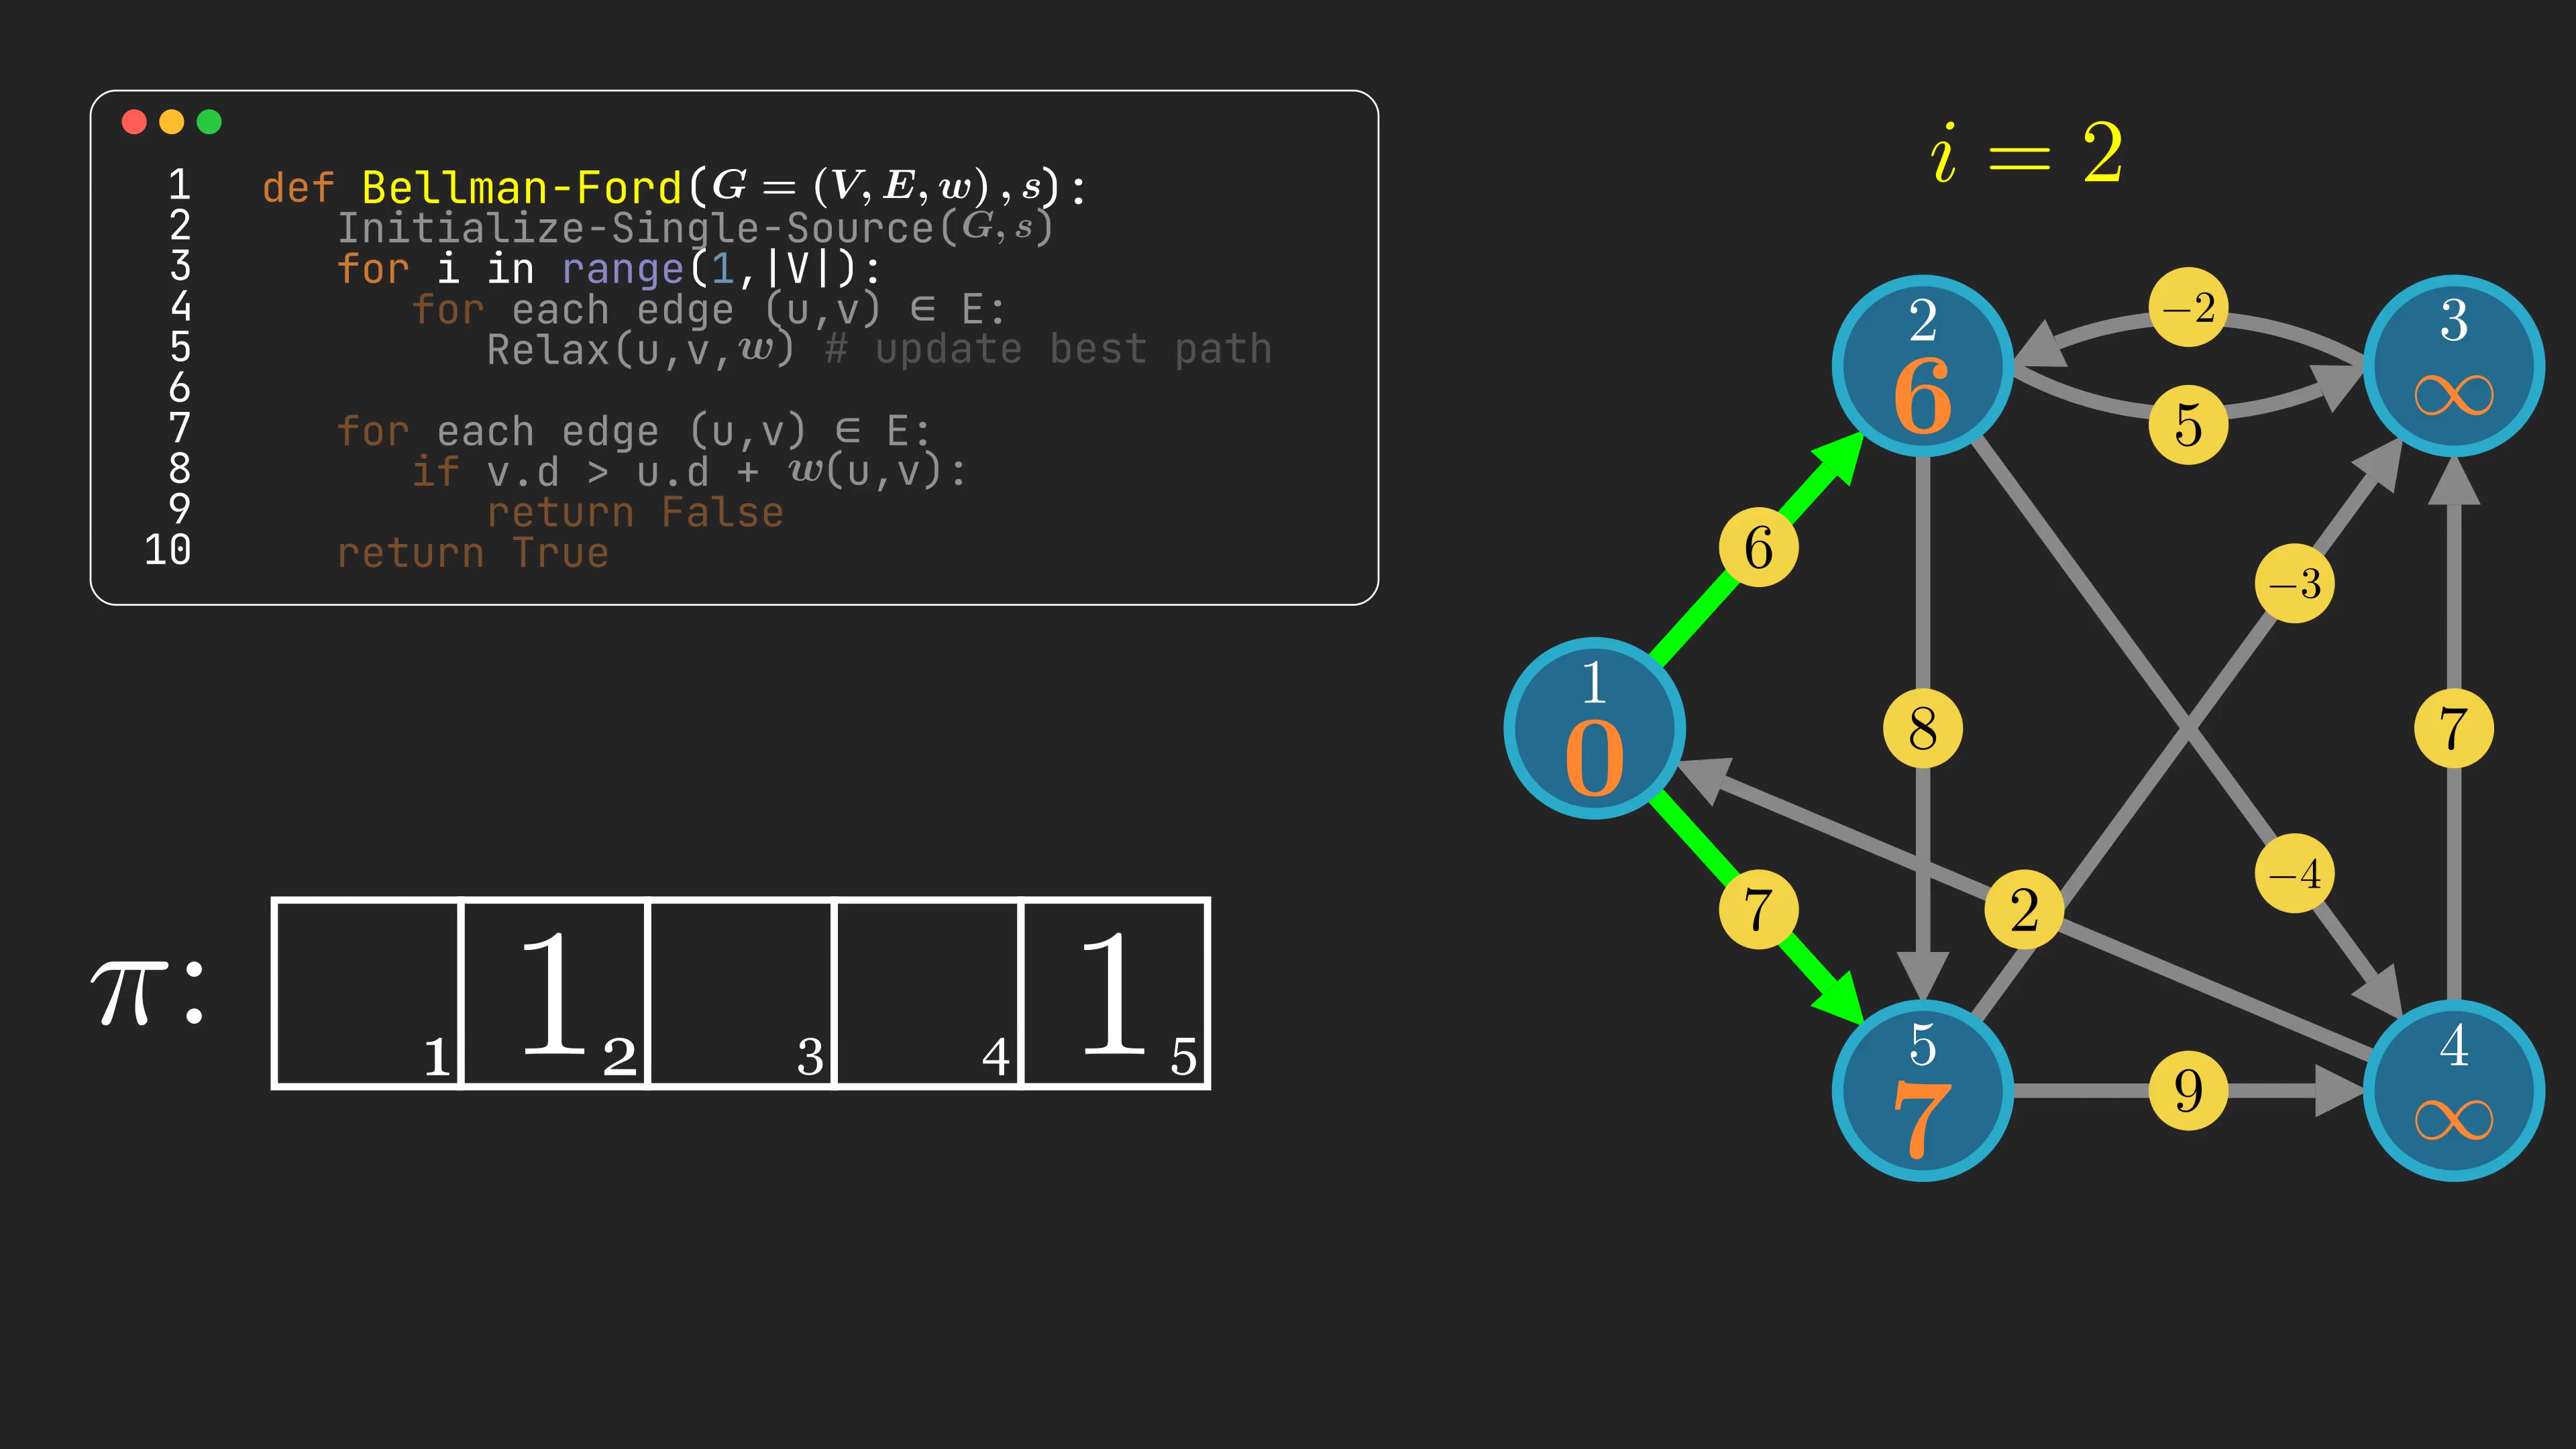 1 def Bellman-Ford(G = (V, E, w), s):
2 Initialize-Single-Source(G, s)
3 for i in range(1,|V|):
4 for each edge (u,v) ∈ E:
5 Relax(u,v,w) # update best path
6
7 for each edge (u,v) ∈ E:
8 if v.d > u.d + w(u,v):
9 return False
10 return True
i = 2
2
6
3
∞
−2
5
6
−3
1
0
8
7
−4
7
2
5
7
4
∞
9
π:
1
1 2
3
4
1 5